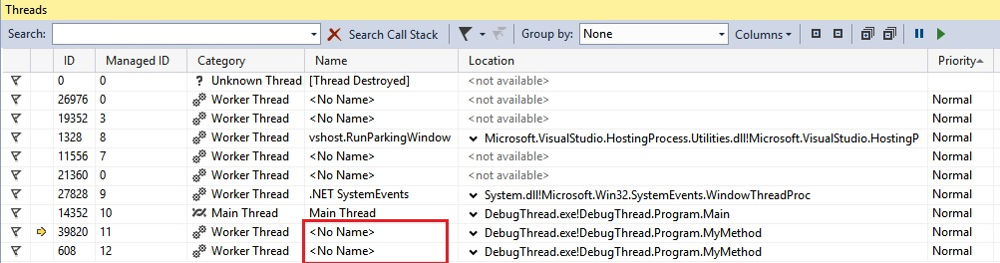 Threads
Search: Search Call Stack Group by: None Columns
ID Managed ID Category Name Location Priority
0 0 ? Unknown Thread [Thread Destroyed] <not available>
26976 0 Worker Thread <No Name> <not available> Normal
19352 3 Worker Thread <No Name> <not available> Normal
1328 8 Worker Thread vshost.RunParkingWindow Microsoft.VisualStudio.HostingProcess.Utilities.dll!Microsoft.VisualStudio.HostingP Normal
11556 7 Worker Thread <No Name> <not available> Normal
21360 0 Worker Thread <No Name> <not available> Normal
27828 9 Worker Thread .NET SystemEvents System.dll!Microsoft.Win32.SystemEvents.WindowThreadProc Normal
14352 10 Main Thread Main Thread DebugThread.exe!DebugThread.Program.Main Normal
39820 11 Worker Thread <No Name> DebugThread.exe!DebugThread.Program.MyMethod Normal
608 12 Worker Thread <No Name> DebugThread.exe!DebugThread.Program.MyMethod Normal